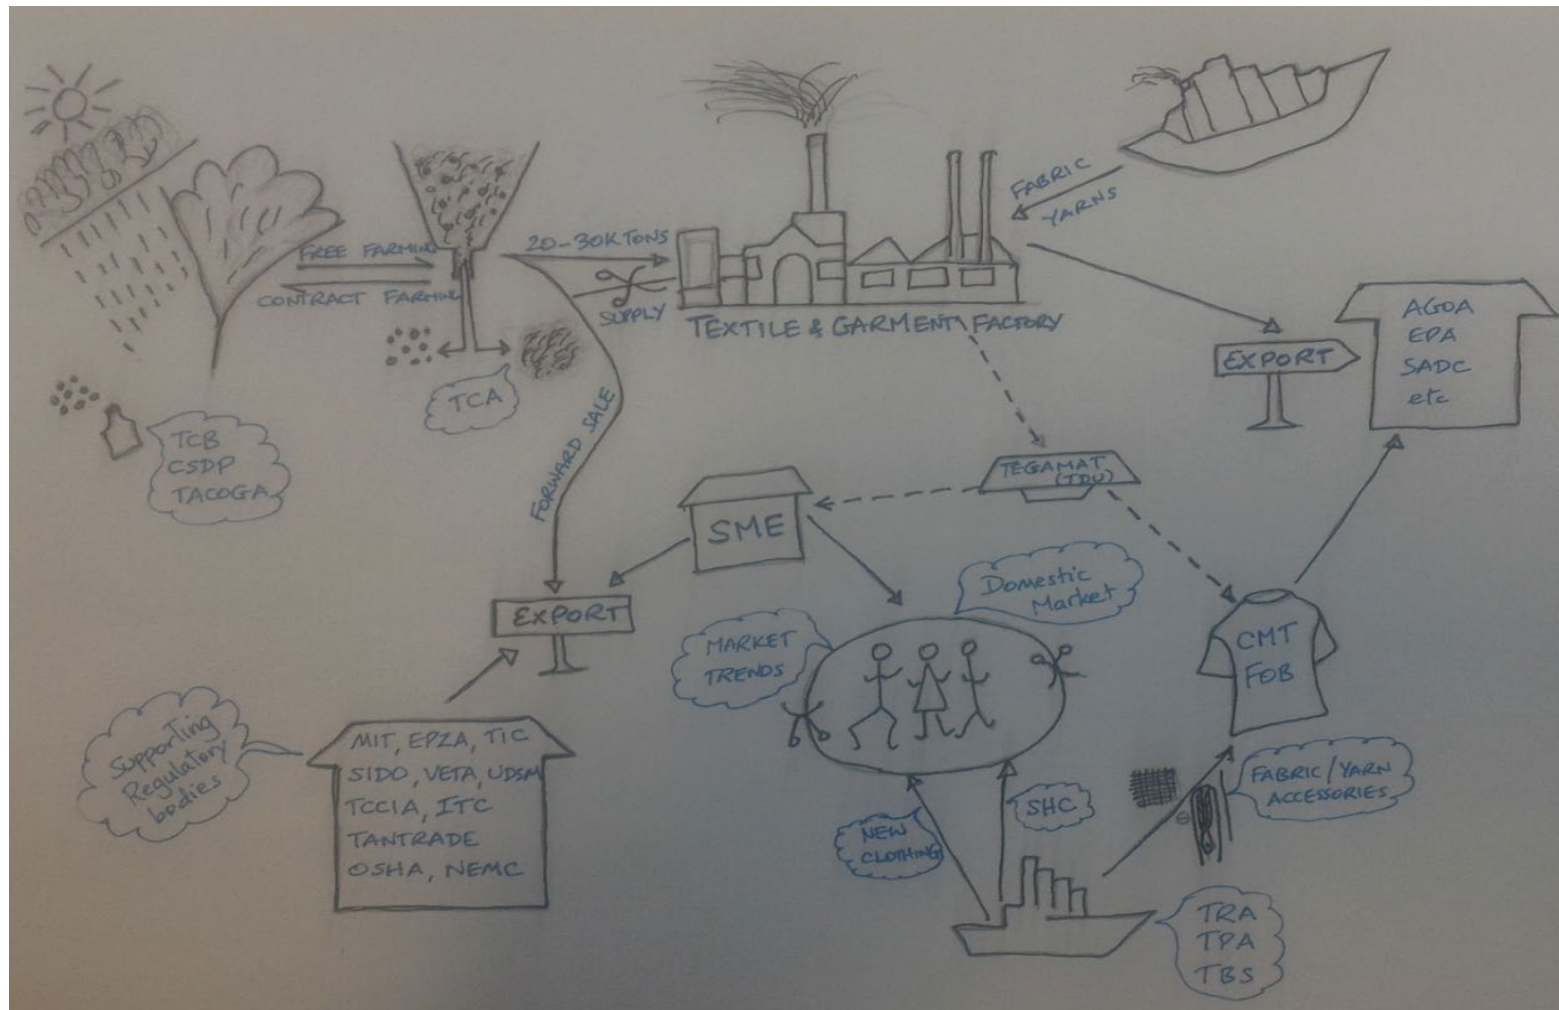 FABRIC
YARNS
FREE FARMING
CONTRACT FARMING
20-30K TONS
SUPPLY
TEXTILE & GARMENT FACTORY
TCA
TCB
CSDP
TACOGA
FORWARD SALE
EXPORT
AGOA
EPA
SADC
etc
TEGAMAT
(TDU)
SME
EXPORT
Domestic
Market
MARKET
TRENDS
CMT
FOB
Supporting
Regulatory
bodies
MIT, EPZA, TIC
SIDO, VETA, UDSM
TCCIA, ITC
TANTRADE
OSHA, NEMC
NEW
CLOTHING
SHC
FABRIC/YARN
ACCESSORIES
TRA
TPA
TBS